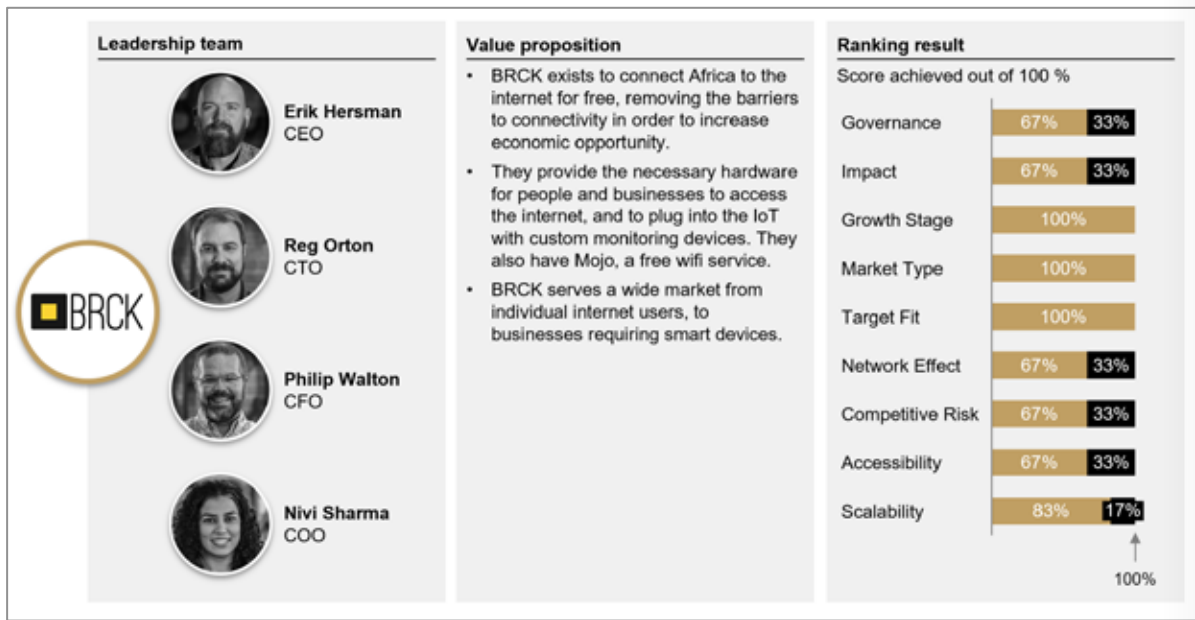 BRCK
Leadership team
Erik Hersman
CEO
Reg Orton
CTO
Philip Walton
CFO
Nivi Sharma
COO
Value proposition
• BRCK exists to connect Africa to the
internet for free, removing the barriers
to connectivity in order to increase
economic opportunity.
• They provide the necessary hardware
for people and businesses to access
the internet, and to plug into the IoT
with custom monitoring devices. They
also have Mojo, a free wifi service.
• BRCK serves a wide market from
individual internet users, to
businesses requiring smart devices.
Ranking result
Score achieved out of 100 %
Governance 67% 33%
Impact 67% 33%
Growth Stage 100%
Market Type 100%
Target Fit 100%
Network Effect 67% 33%
Competitive Risk 67% 33%
Accessibility 67% 33%
Scalability 83% 17%
100%